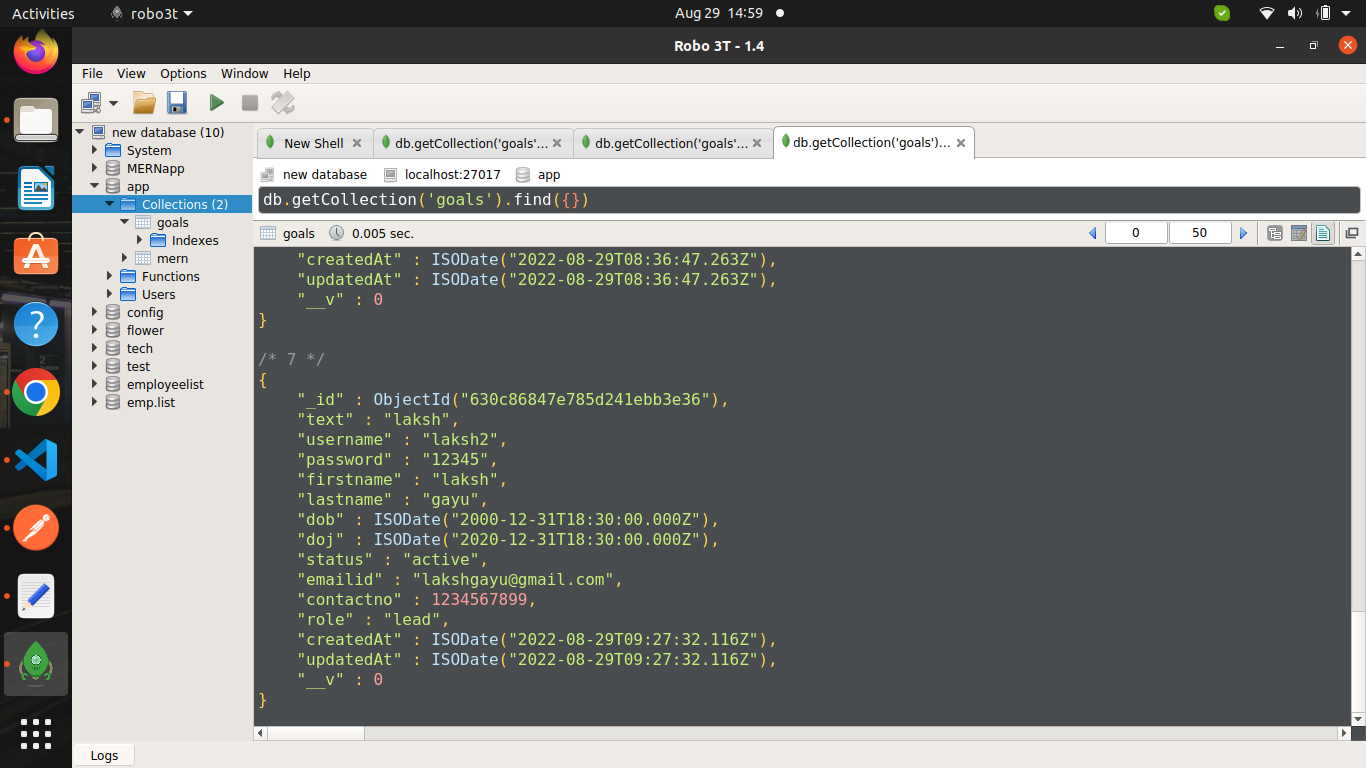 Activities robo3t Aug 29 14:59
Robo 3T - 1.4
File View Options Window Help
new database (10)
System
MERNapp
app
Collections (2)
goals
Indexes
mern
Functions
Users
config
flower
tech
test
employeelist
emp.list
New Shell db.getCollection('goals'... db.getCollection('goals'... db.getCollection('goals')...
new database localhost:27017 app
db.getCollection('goals').find({})
goals 0.005 sec. 0 50
"createdAt" : ISODate("2022-08-29T08:36:47.263Z"),
"updatedAt" : ISODate("2022-08-29T08:36:47.263Z"),
"__v" : 0
}
/* 7 */
{
"_id" : ObjectId("630c86847e785d241ebb3e36"),
"text" : "laksh",
"username" : "laksh2",
"password" : "12345",
"firstname" : "laksh",
"lastname" : "gayu",
"dob" : ISODate("2000-12-31T18:30:00.000Z"),
"doj" : ISODate("2020-12-31T18:30:00.000Z"),
"status" : "active",
"emailid" : "lakshgayu@gmail.com",
"contactno" : 1234567899,
"role" : "lead",
"createdAt" : ISODate("2022-08-29T09:27:32.116Z"),
"updatedAt" : ISODate("2022-08-29T09:27:32.116Z"),
"__v" : 0
}
Logs